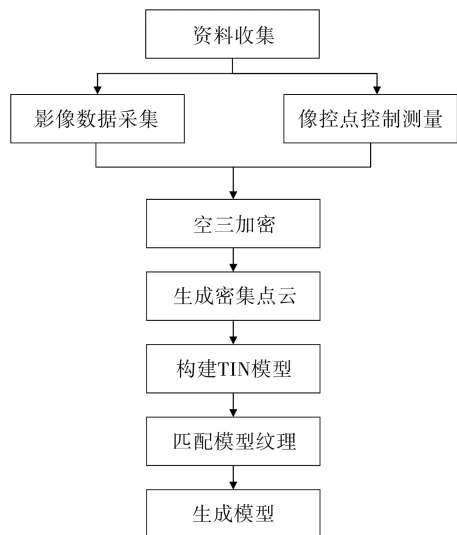 资料收集
影像数据采集
像控点控制测量
空三加密
生成密集点云
构建TIN模型
匹配模型纹理
生成模型